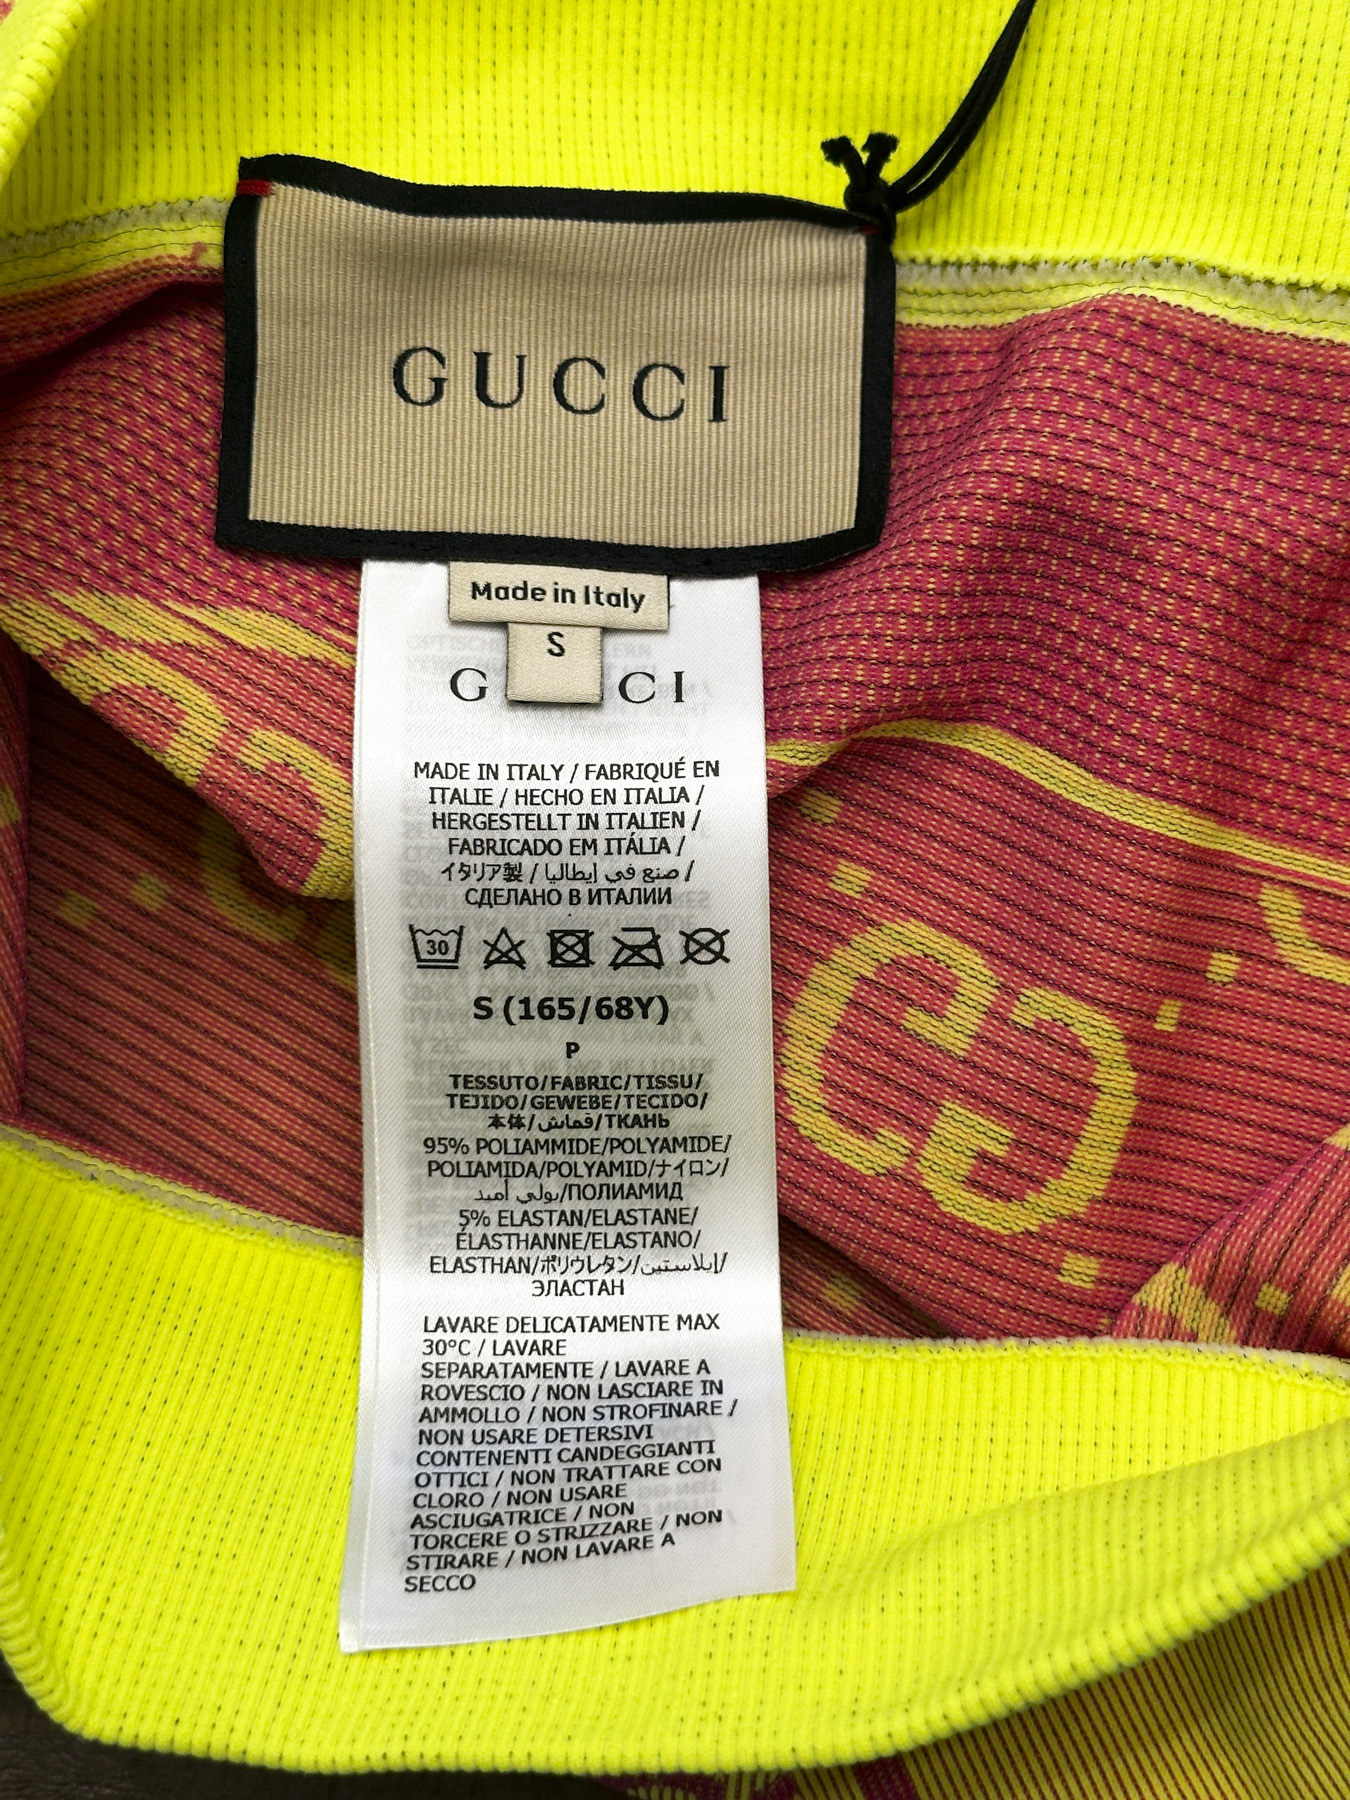 GUCCI
Made in Italy
S
G CI
MADE IN ITALY / FABRIQUÉ EN
ITALIE / HECHO EN ITALIA /
HERGESTELLT IN ITALIEN /
FABRICADO EM ITÁLIA /
イタリア製 / صنع في إيطاليا /
СДЕЛАНО В ИТАЛИИ
30
S (165/68Y)
P
TESSUTO/FABRIC/TISSU/
TEJIDO/GEWEBE/TECIDO/
本体/قماش/ТКАНЬ
95% POLIAMMIDE/POLYAMIDE/
POLIAMIDA/POLYAMID/ナイロン/
بولي أميد/ПОЛИАМИД
5% ELASTAN/ELASTANE/
ÉLASTHANNE/ELASTANO/
ELASTHAN/ポリウレタン/إيلاستين/
ЭЛАСТАН
LAVARE DELICATAMENTE MAX
30°C / LAVARE
SEPARATAMENTE / LAVARE A
ROVESCIO / NON LASCIARE IN
AMMOLLO / NON STROFINARE /
NON USARE DETERSIVI
CONTENENTI CANDEGGIANTI
OTTICI / NON TRATTARE CON
CLORO / NON USARE
ASCIUGATRICE / NON
TORCERE O STRIZZARE / NON
STIRARE / NON LAVARE A
SECCO